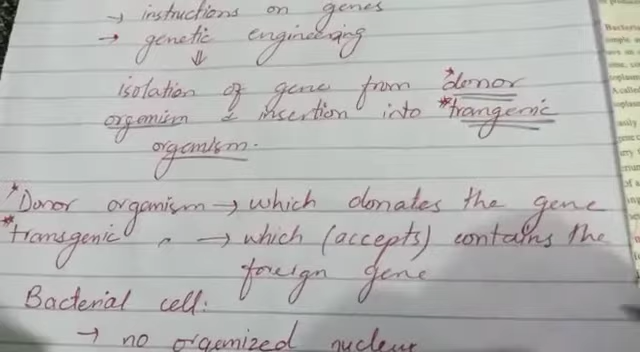 → instructions on genes
→ genetic engineering
⇓
isolation of gene from *donor
organism & insertion into *trangenic
organism.
*Donor organism → which donates the gene
*transgenic " → which (accepts) contains the
foreign gene
Bacterial cell:
→ no organized nucleus